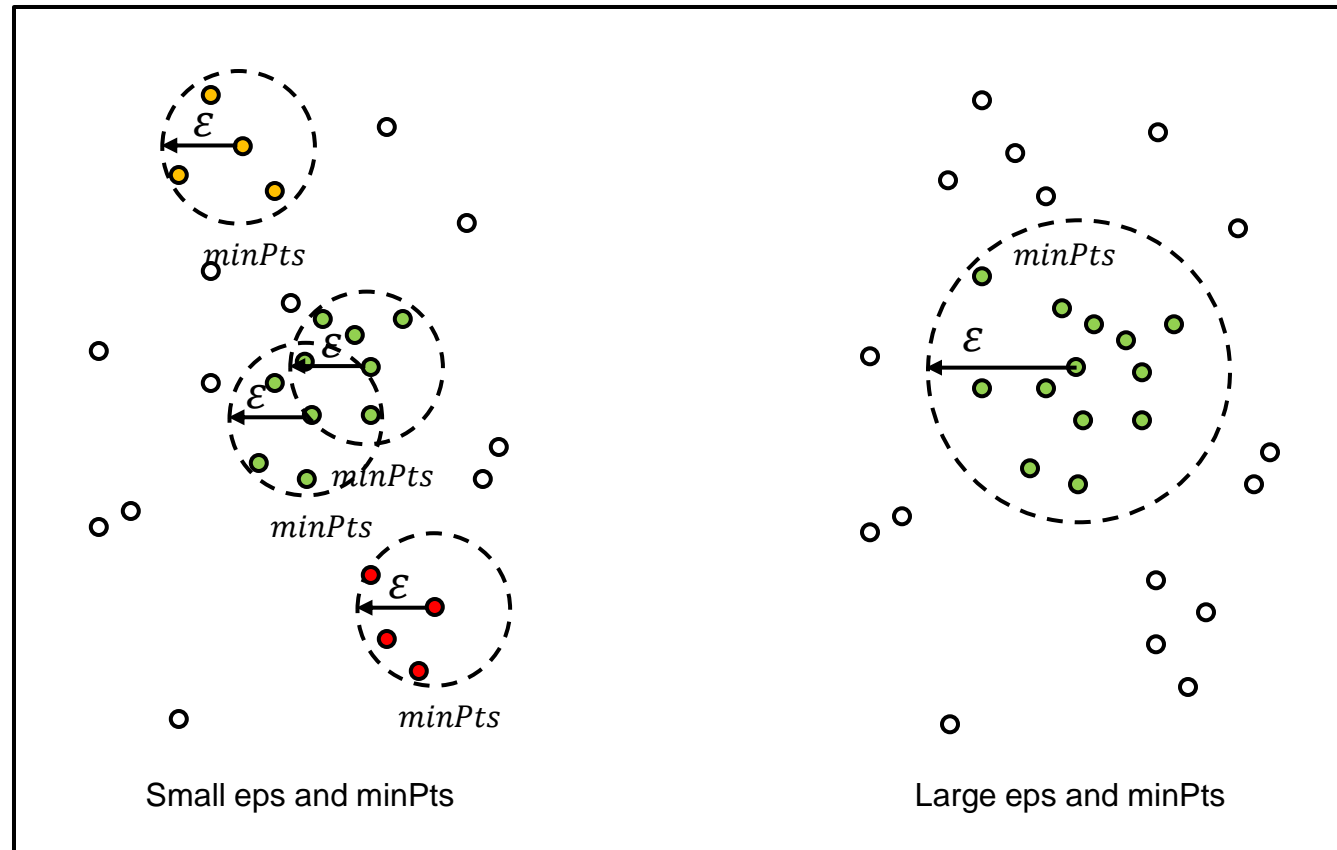 ε
minPts
ε
ε
minPts
minPts
ε
minPts
Small eps and minPts
minPts
ε
Large eps and minPts